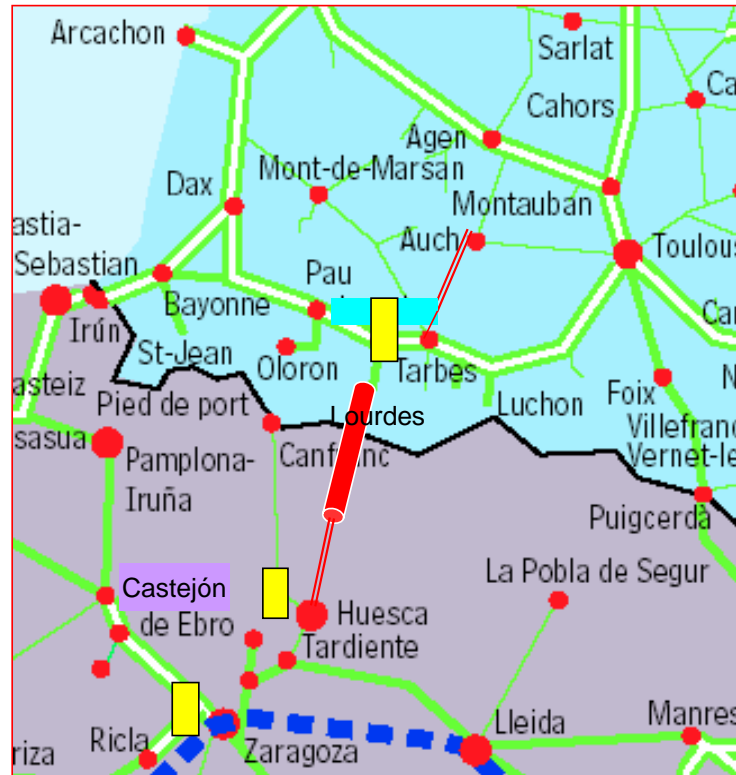 Arcachon
Sarlat
Ca
Cahors
Agen
Mont-de-Marsan
Dax
Montauban
astia-
Auch
Toulous
Sebastian
Pau
Bayonne
Car
Irún
St-Jean
Oloron
Tarbes
asteiz
Pied de port
Luchon
Foix
N
Lourdes
Villefranc
sasua
Canfranc
Vernet-le
Pamplona-
Iruña
Puigcerdà
La Pobla de Segur
Castejón
de Ebro
Huesca
Tardiente
Lleida
Manres
Ricla
Zaragoza
riza